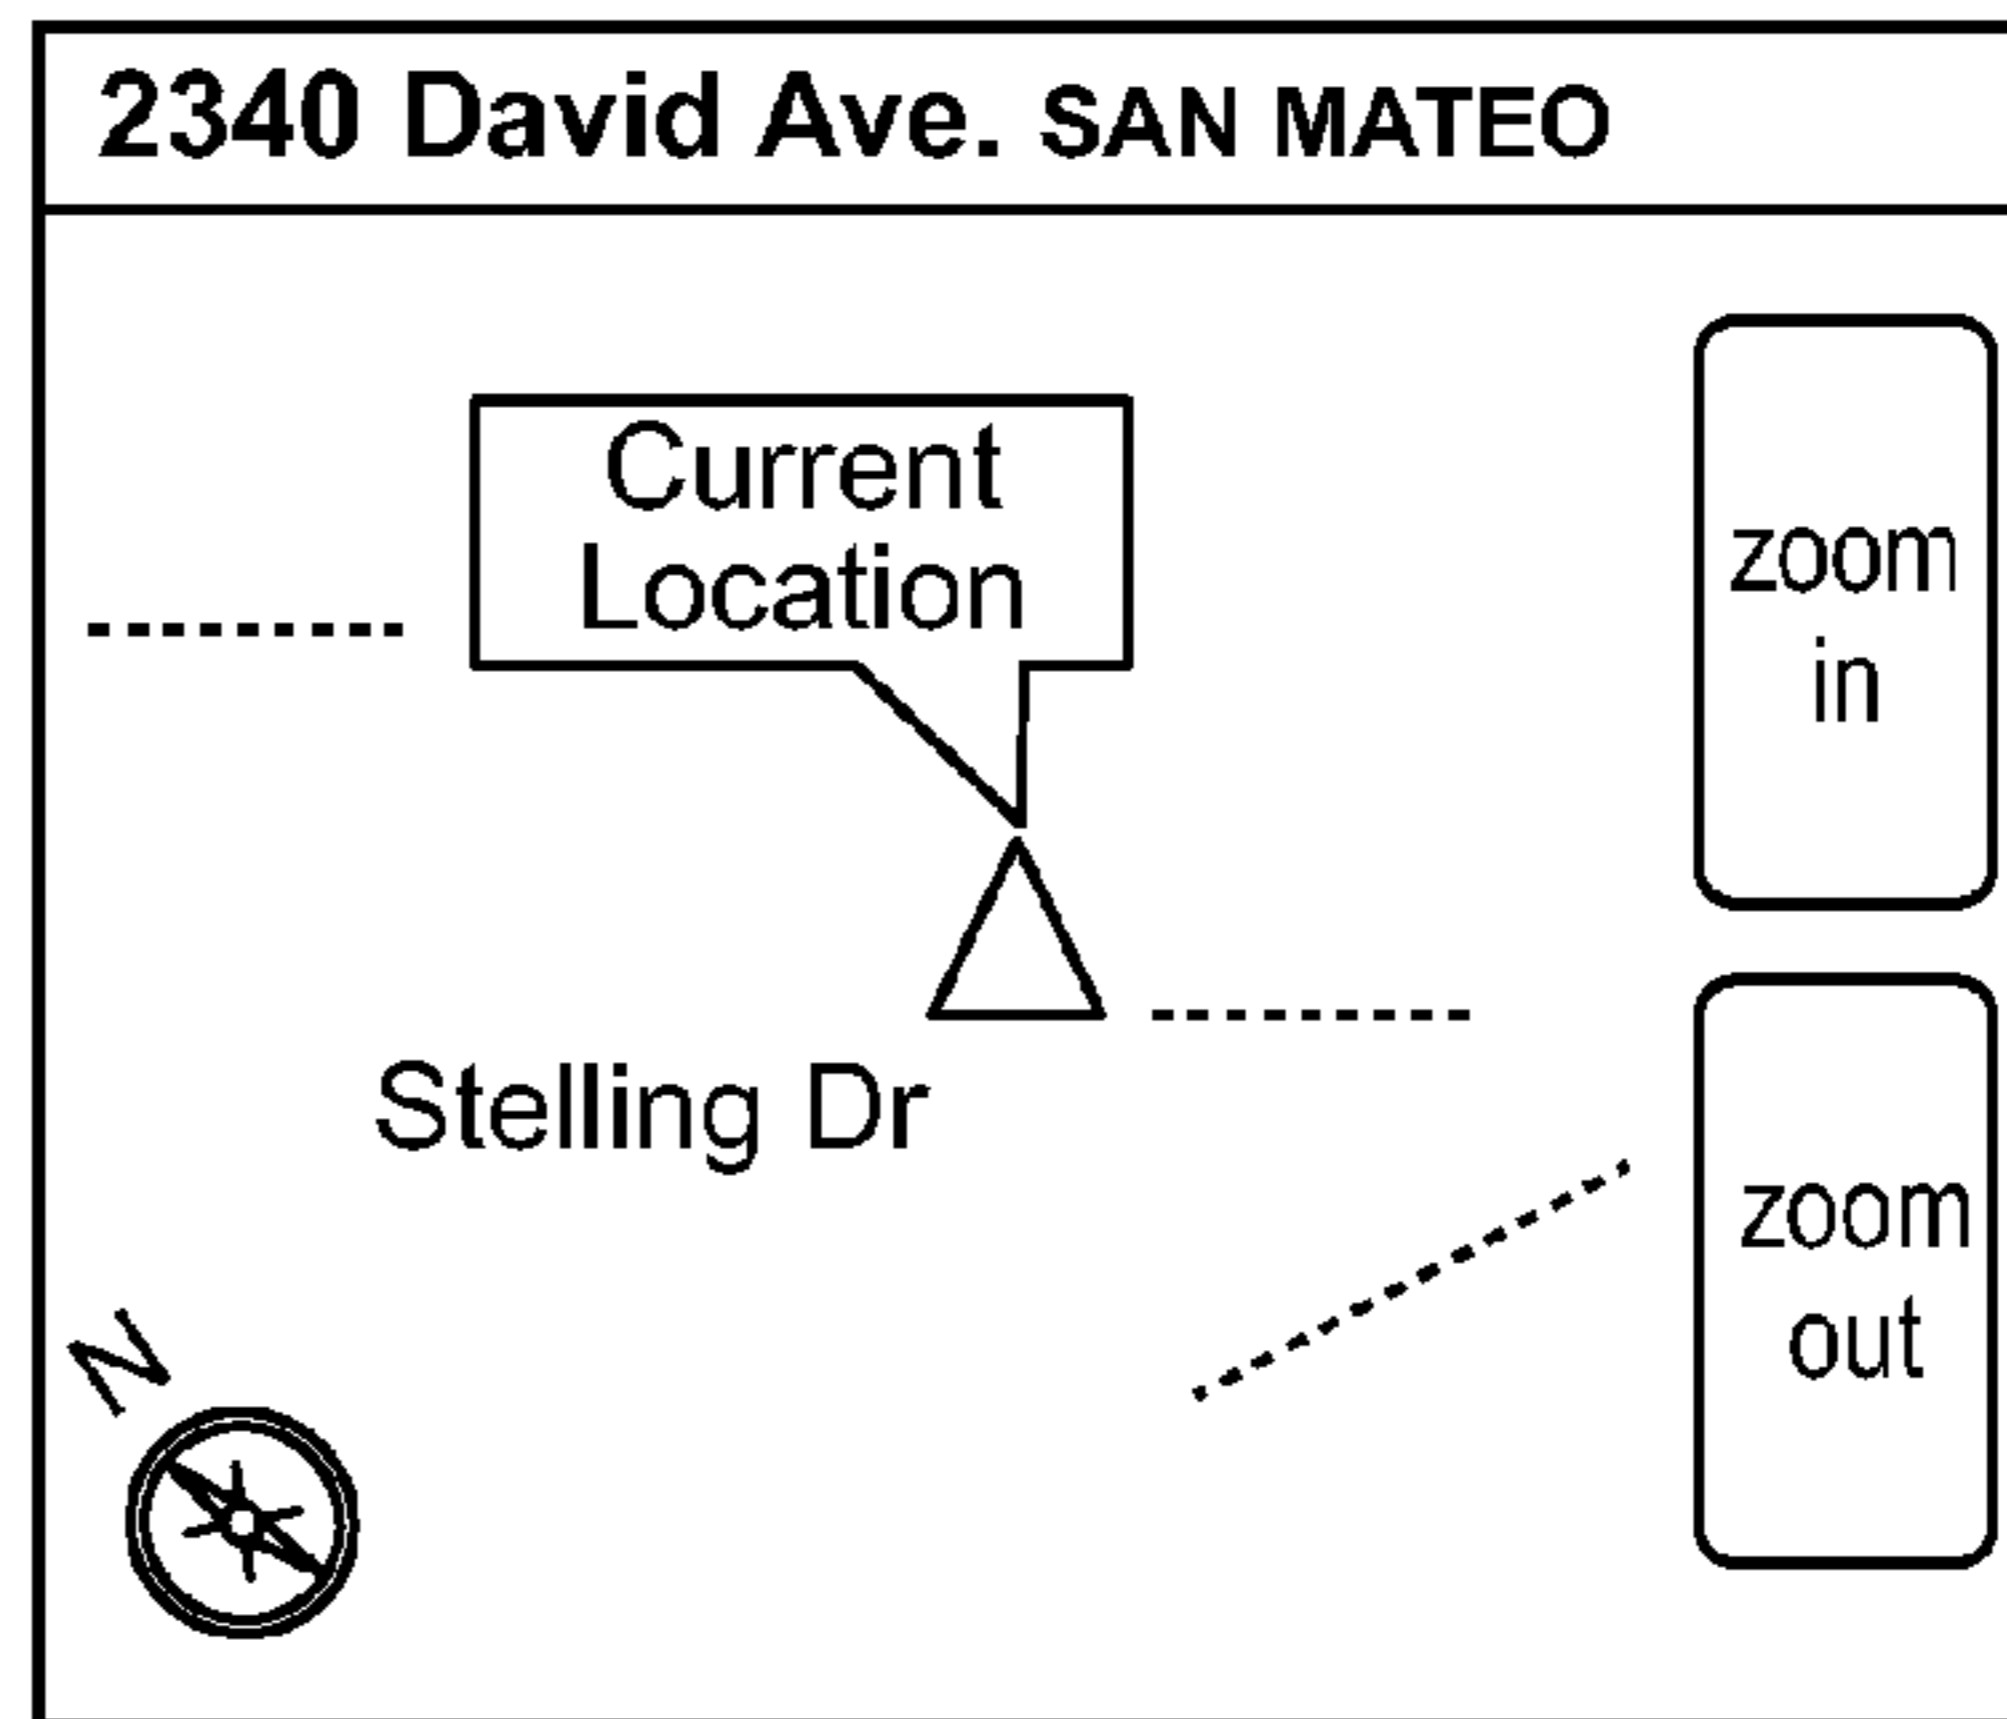 2340 David Ave. SAN MATEO
Current
Location
zoom
in
Stelling Dr
zoom
out
N